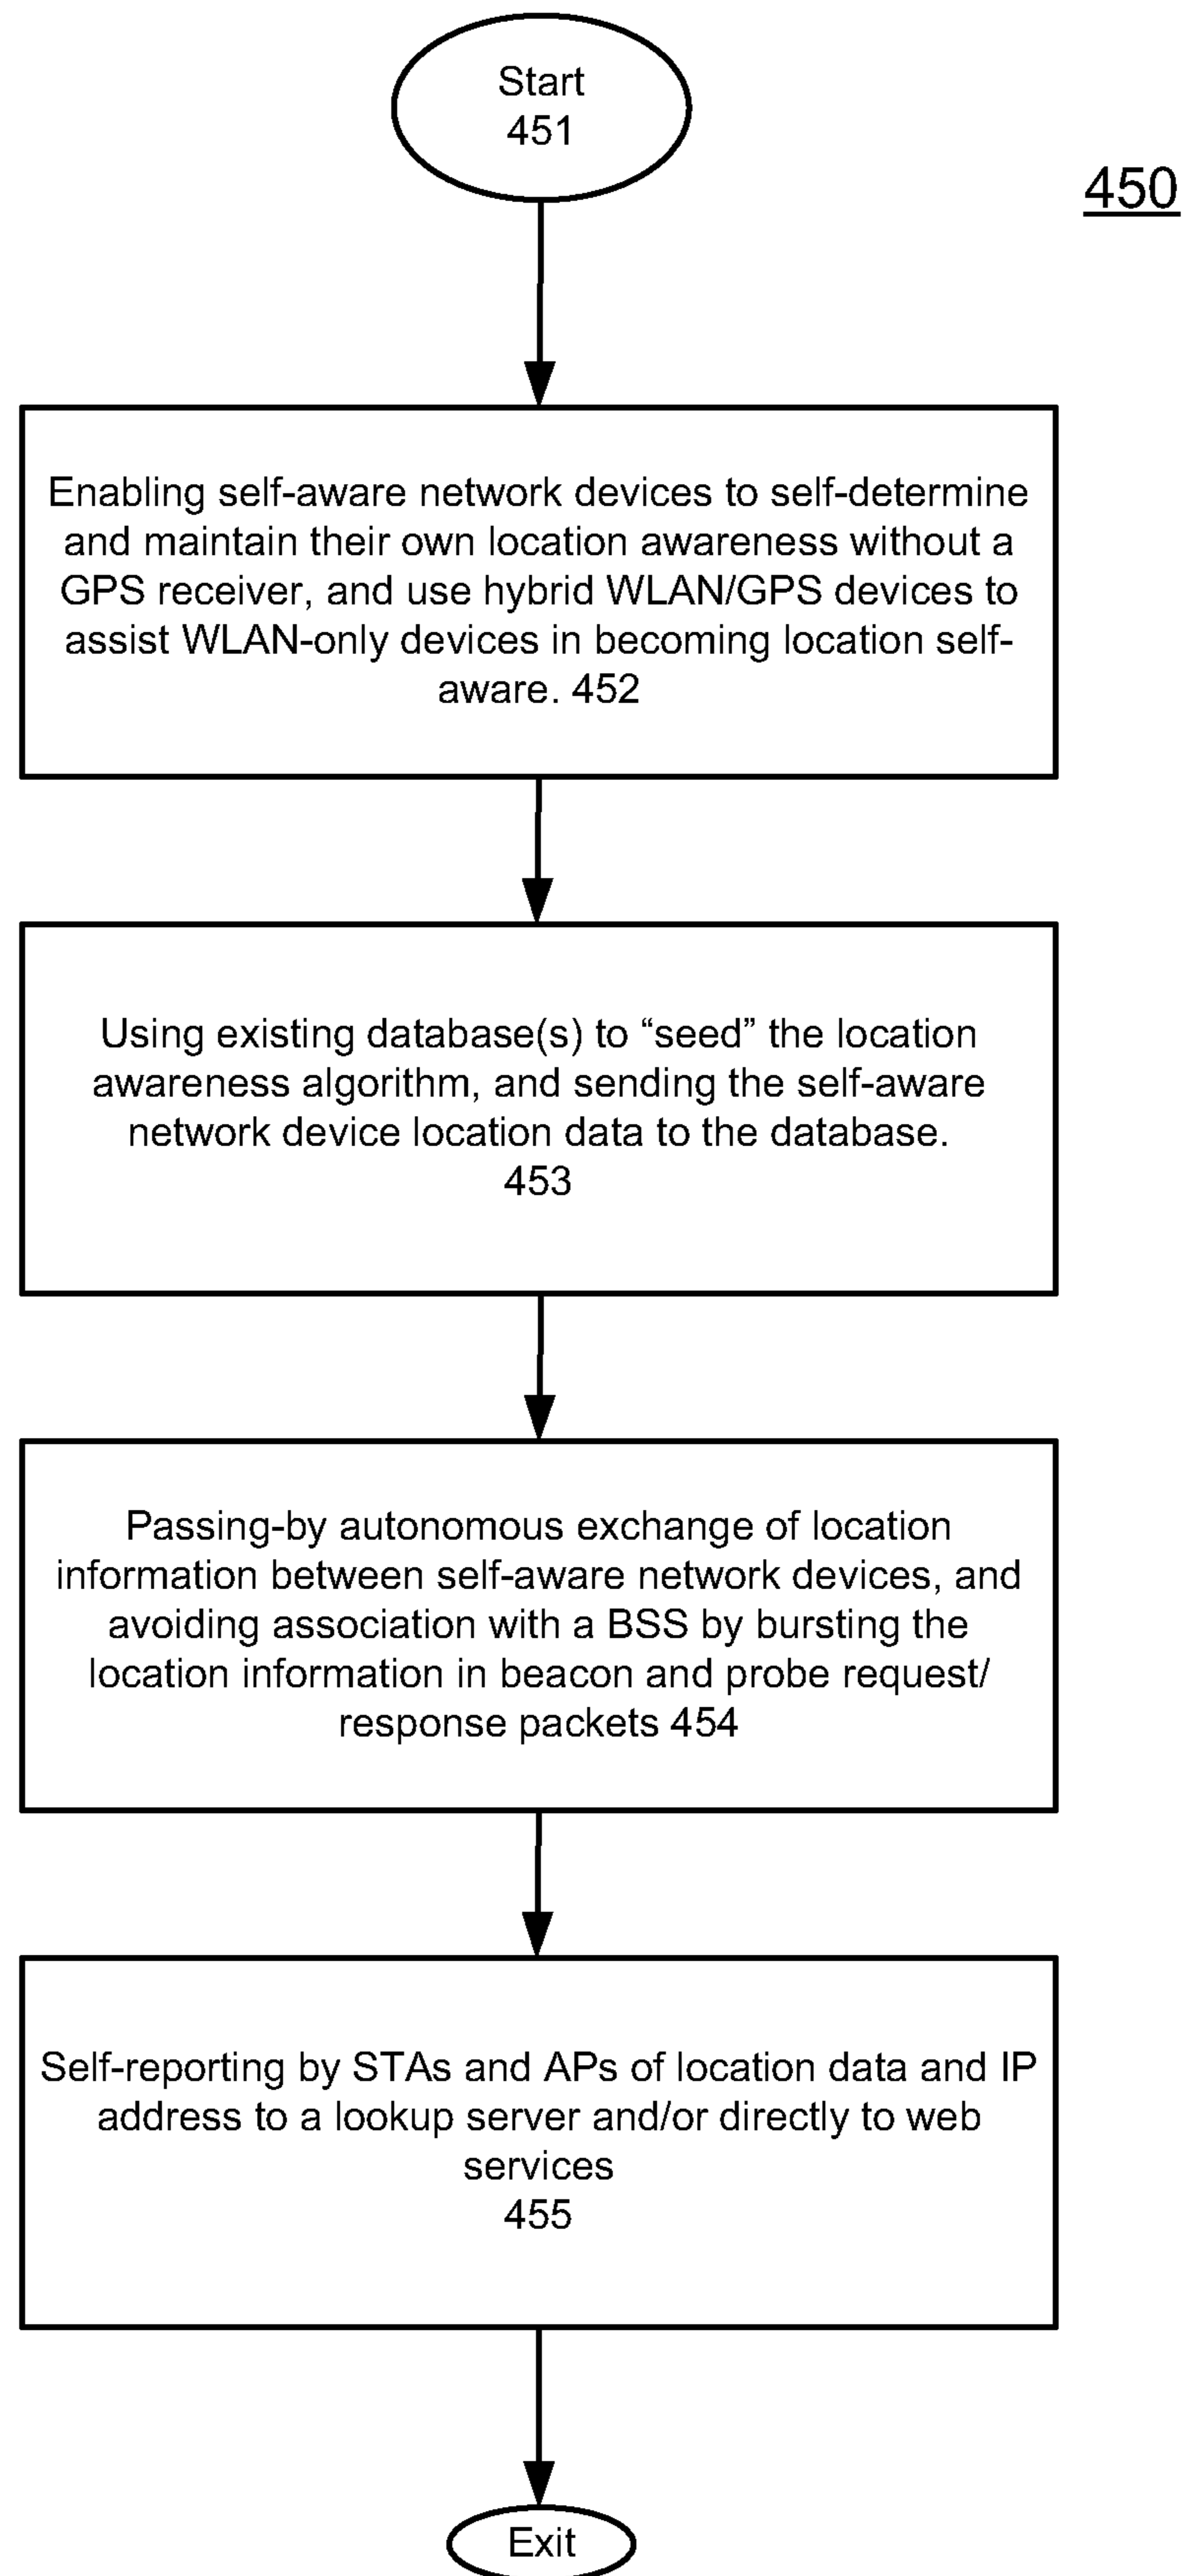 Start
451
450
Enabling self-aware network devices to self-determine
and maintain their own location awareness without a
GPS receiver, and use hybrid WLAN/GPS devices to
assist WLAN-only devices in becoming location self-
aware. 452
Using existing database(s) to “seed” the location
awareness algorithm, and sending the self-aware
network device location data to the database.
453
Passing-by autonomous exchange of location
information between self-aware network devices, and
avoiding association with a BSS by bursting the
location information in beacon and probe request/
response packets 454
Self-reporting by STAs and APs of location data and IP
address to a lookup server and/or directly to web
services
455
Exit